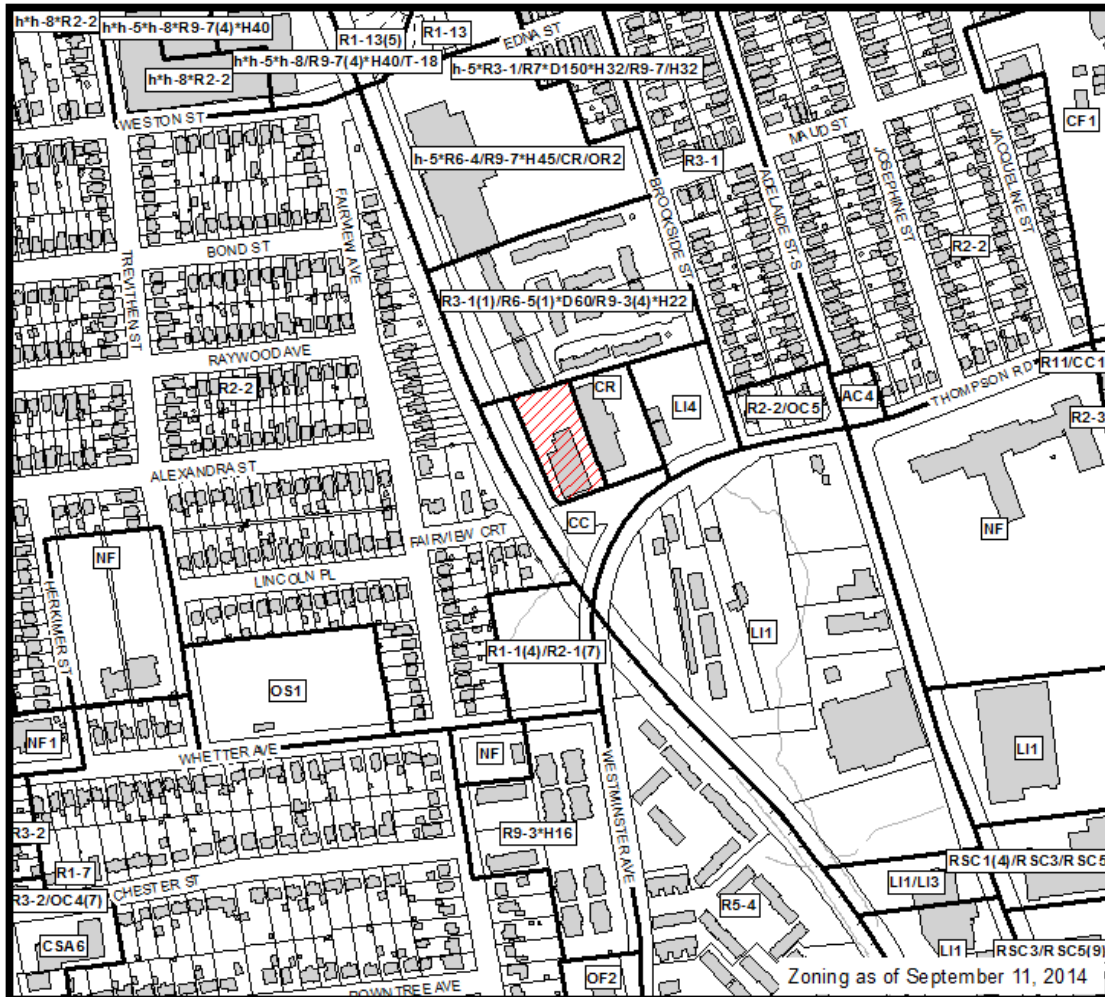 h*h-8*R2-2
h*h-5*h-8*R9-7(4)*H40
R1-13(5)
R1-13
EDNA ST
h*h-5*h-8/R9-7(4)*H40/T-18
h-5*R3-1/R7*D150*H32/R9-7/H32
h*h-8*R2-2
WESTON ST
CF1
MAUD ST
h-5*R6-4/R9-7*H45/CR/OR2
R3-1
JACQUELINE ST
JOSEPHINE ST
ADELAIDE ST S
BROOKSIDE ST
FAIRVIEW AVE
BOND ST
TREVITHEN ST
R2-2
R3-1(1)/R6-5(1)*D60/R9-3(4)*H22
RAYWOOD AVE
R11/CC1
R2-2
CR
AC4
THOMPSON RD
LI4
R2-2/OC5
R2-3
ALEXANDRA ST
CC
FAIRVIEW CRT
NF
NF
LINCOLN PL
HERKIMER ST
LI1
R1-1(4)/R2-1(7)
OS1
NF1
WHETTER AVE
NF
LI1
WESTMINSTER AVE
R3-2
R9-3*H16
R1-7
RSC1(4)/RSC3/RSC5
CHESTER ST
LI1/LI3
R3-2/OC4(7)
R5-4
CSA6
LI1
RSC3/RSC5(9)
OF2
DOWNTREE AVE
Zoning as of September 11, 2014